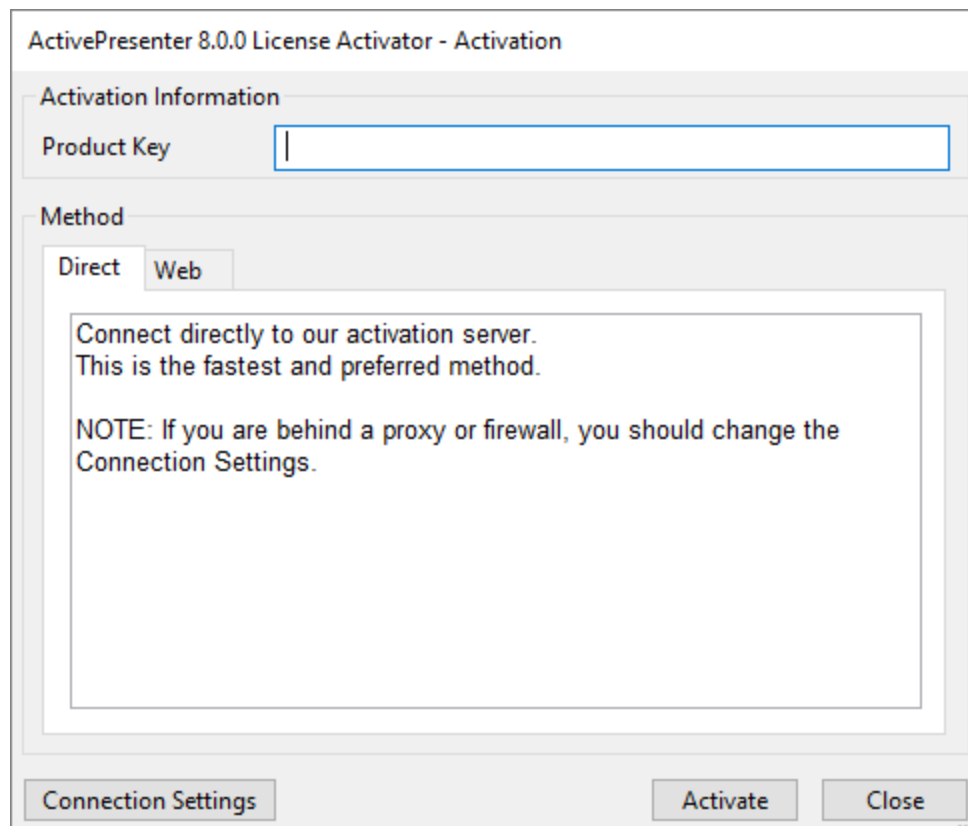 ActivePresenter 8.0.0 License Activator - Activation
Activation Information
Product Key
Method
Direct
Web
Connect directly to our activation server.
This is the fastest and preferred method.
NOTE: If you are behind a proxy or firewall, you should change the
Connection Settings.
Connection Settings
Activate
Close